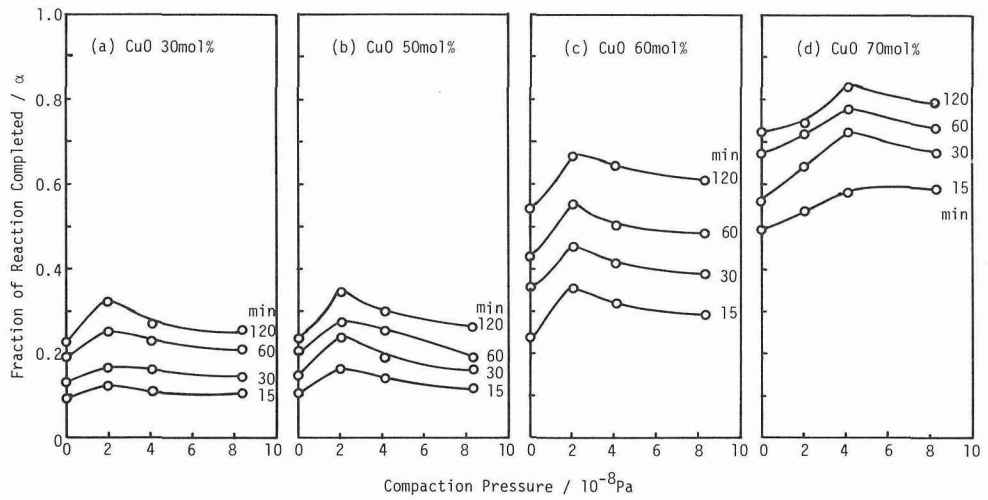 Fraction of Reaction Completed / α
1.0
0.8
0.6
0.4
0.2
0
(a) CuO 30mol%
min
120
60
30
15
0 2 4 6 8 10
(b) CuO 50mol%
min
120
60
30
15
0 2 4 6 8 10
(c) CuO 60mol%
min
120
60
30
15
0 2 4 6 8 10
(d) CuO 70mol%
120
60
30
15
min
0 2 4 6 8 10
Compaction Pressure / 10⁻⁸Pa